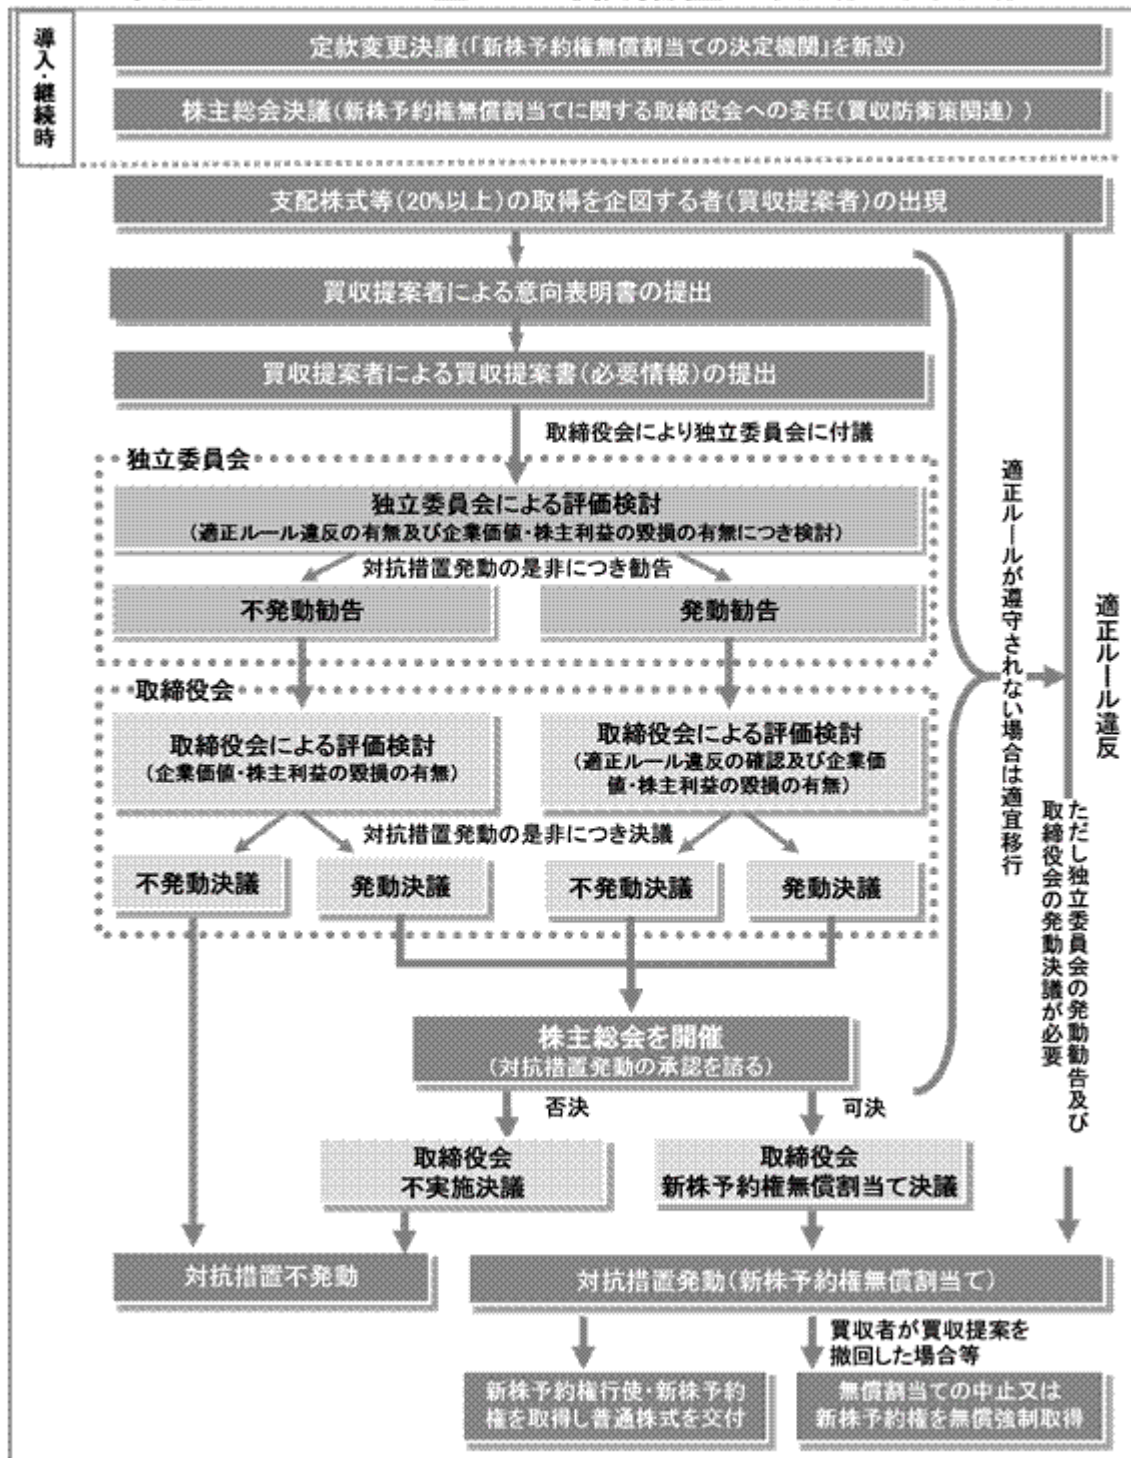 導入・継続時
定款変更決議(「新株予約権無償割当ての決定機関」を新設)
株主総会決議(新株予約権無償割当てに関する取締役会への委任(買収防衛策関連))
支配株式等(20%以上)の取得を企図する者(買収提案者)の出現
買収提案者による意向表明書の提出
買収提案者による買収提案書(必要情報)の提出
取締役会により独立委員会に付議
独立委員会
独立委員会による評価検討
(適正ルール違反の有無及び企業価値・株主利益の毀損の有無につき検討)
対抗措置発動の是非につき勧告
不発動勧告
発動勧告
取締役会
取締役会による評価検討
(企業価値・株主利益の毀損の有無)
取締役会による評価検討
(適正ルール違反の確認及び企業価
値・株主利益の毀損の有無)
対抗措置発動の是非につき決議
不発動決議
発動決議
不発動決議
発動決議
株主総会を開催
(対抗措置発動の承認を諮る)
否決
可決
取締役会
不実施決議
取締役会
新株予約権無償割当て決議
対抗措置不発動
対抗措置発動(新株予約権無償割当て)
買収者が買収提案を
撤回した場合等
新株予約権行使・新株予約
権を取得し普通株式を交付
無償割当ての中止又は
新株予約権を無償強制取得
適正ルールが遵守されない場合は適宜移行
適正ルール違反
ただし独立委員会の発動勧告及び
取締役会の発動決議が必要